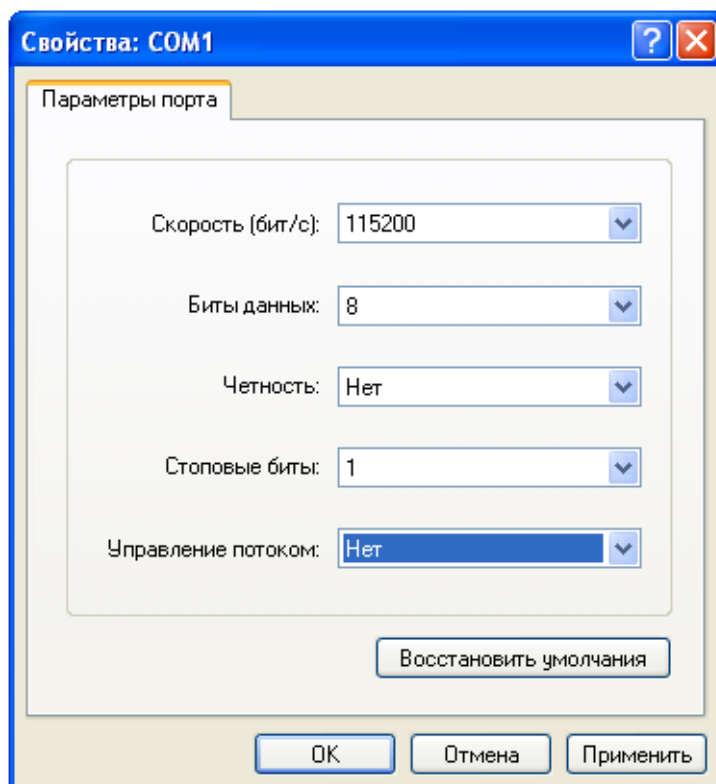 Свойства: COM1
?
Параметры порта
Скорость (бит/с): 115200
Биты данных: 8
Четность: Нет
Стоповые биты: 1
Управление потоком: Нет
Восстановить умолчания
ОК Отмена Применить